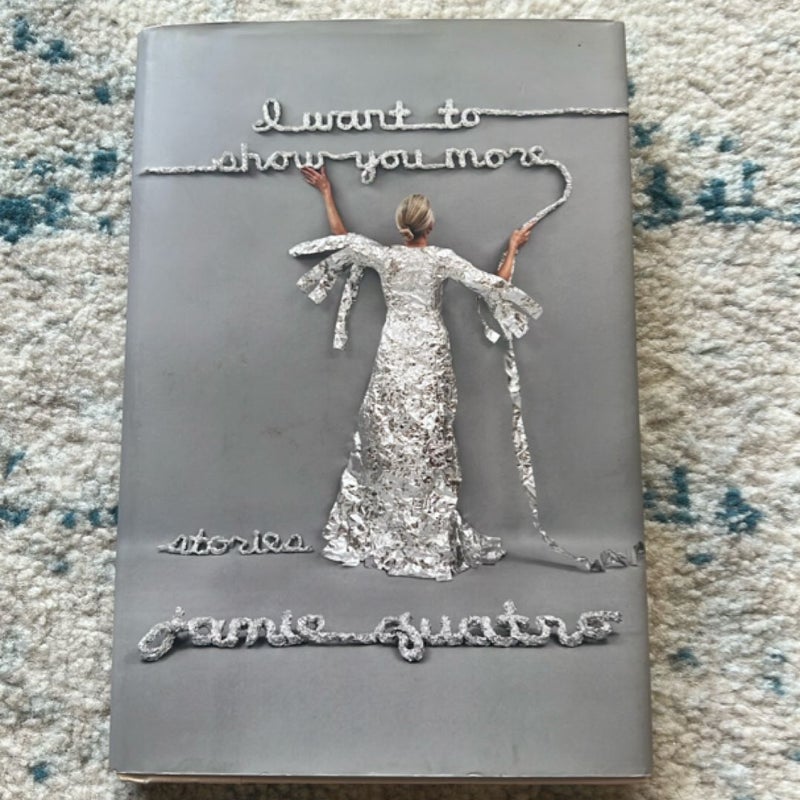 I want to
show you more
stories
jamie quatro